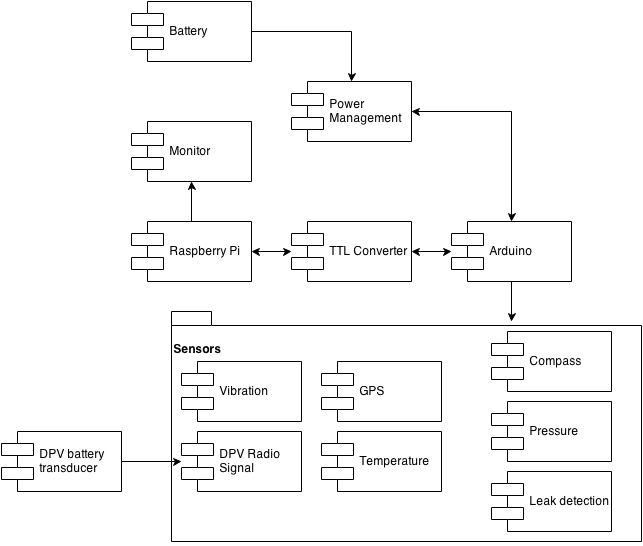 Battery
Power
Management
Monitor
Raspberry Pi
TTL Converter
Arduino
Sensors
Compass
Vibration
GPS
Pressure
DPV battery
transducer
DPV Radio
Signal
Temperature
Leak detection